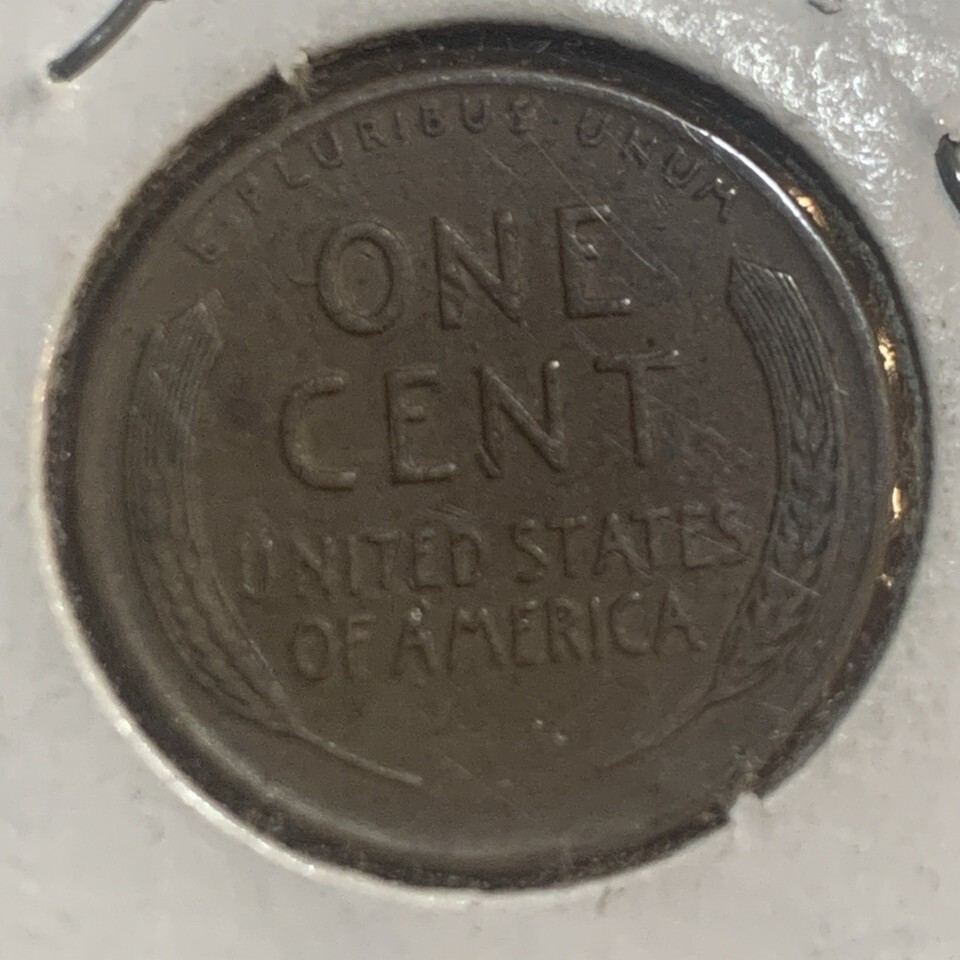 E PLURIBUS UNUM
ONE
CENT
UNITED STATES
OF AMERICA